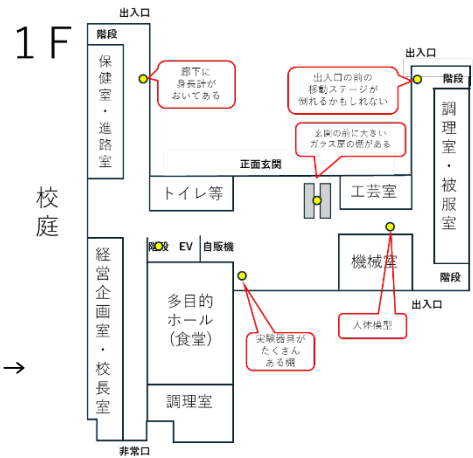 1F
出入口
階段
保健室・進路室
廊下に
身長計が
おいてある
出入口
出入口の前の
移動ステージが
倒れるかもしれない
階段
玄関の前に大きい
ガラス扉の棚がある
調理室・被服室
正面玄関
校庭
トイレ等
工芸室
階段
EV
自販機
機械室
経営企画室・校長室
多目的
ホール
(食堂)
階段
出入口
実験器具が
たくさん
ある棚
人体模型
→
調理室
非常口